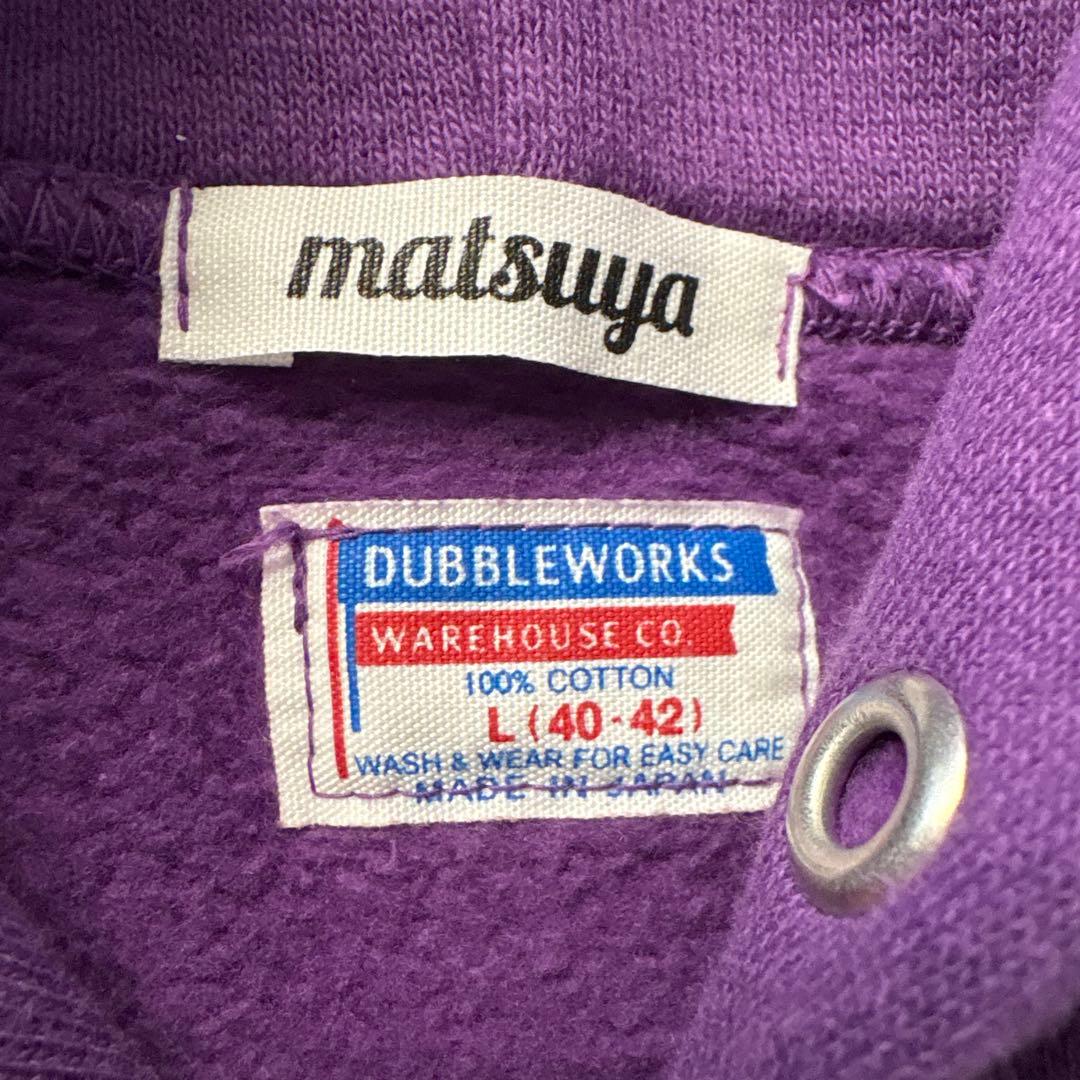 matsuya
DUBBLEWORKS
WAREHOUSE CO.
100% COTTON
L (40-42)
WASH & WEAR FOR EASY CARE
MADE IN JAPAN